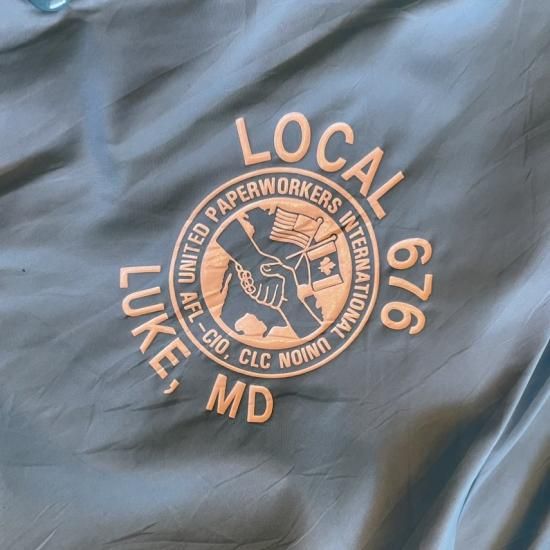 LOCAL 676
UNITED PAPERWORKERS INTERNATIONAL UNION
AFL-CIO, CLC
LUKE, MD